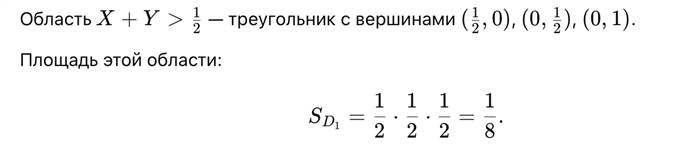 Область X + Y > 1/2 — треугольник с вершинами (1/2, 0), (0, 1/2), (0, 1).
Площадь этой области:
S_{D_1} = 1/2 · 1/2 · 1/2 = 1/8.